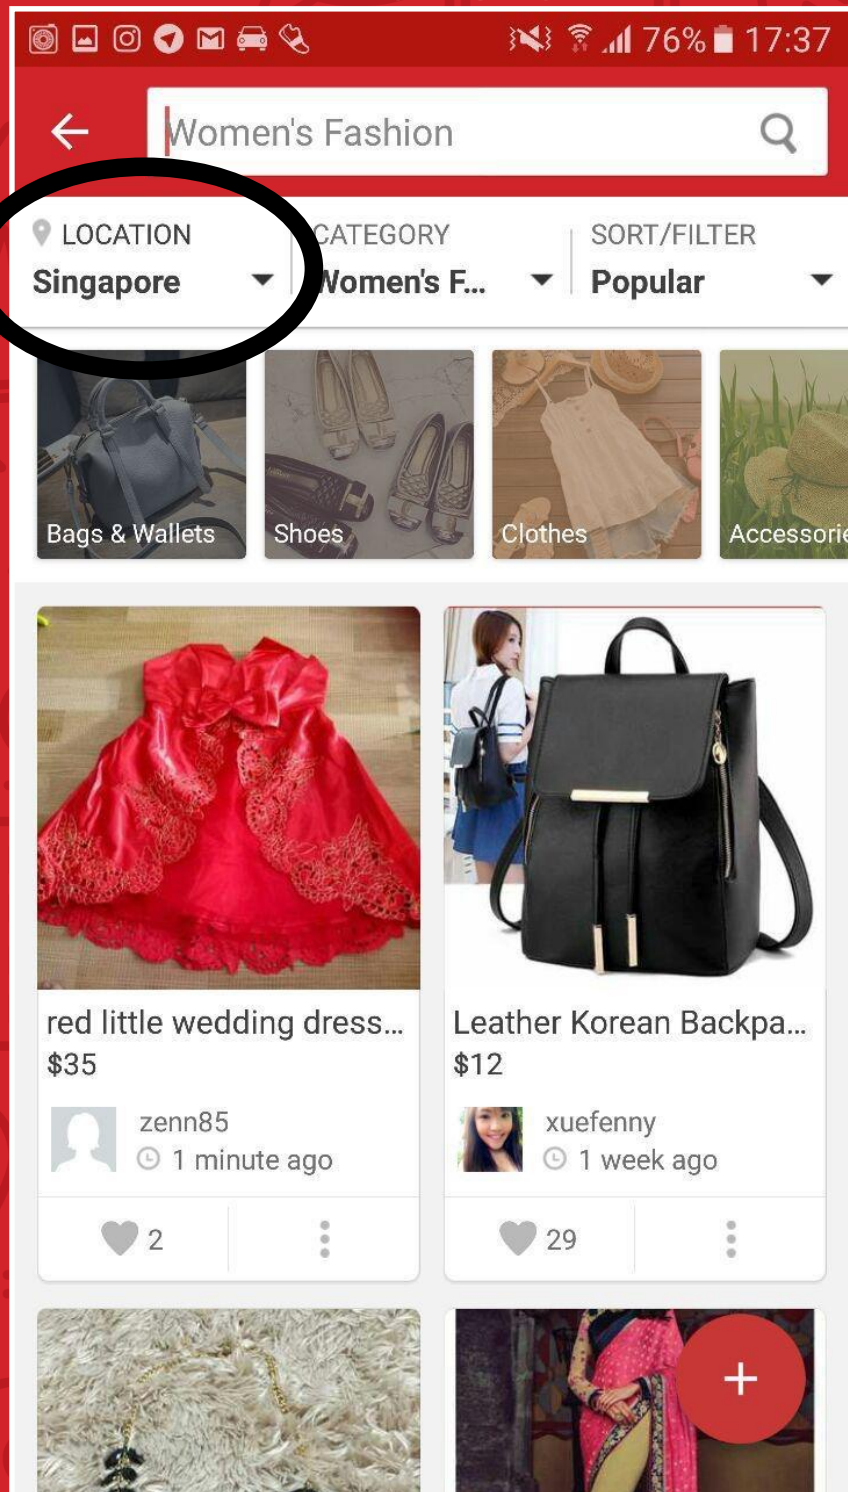 76% 17:37
Women's Fashion
LOCATION CATEGORY SORT/FILTER
Singapore Women's F... Popular
Bags & Wallets Shoes Clothes Accessorie
red little wedding dress... Leather Korean Backpa...
$35 $12
zenn85 xuefenny
1 minute ago 1 week ago
2 29
+